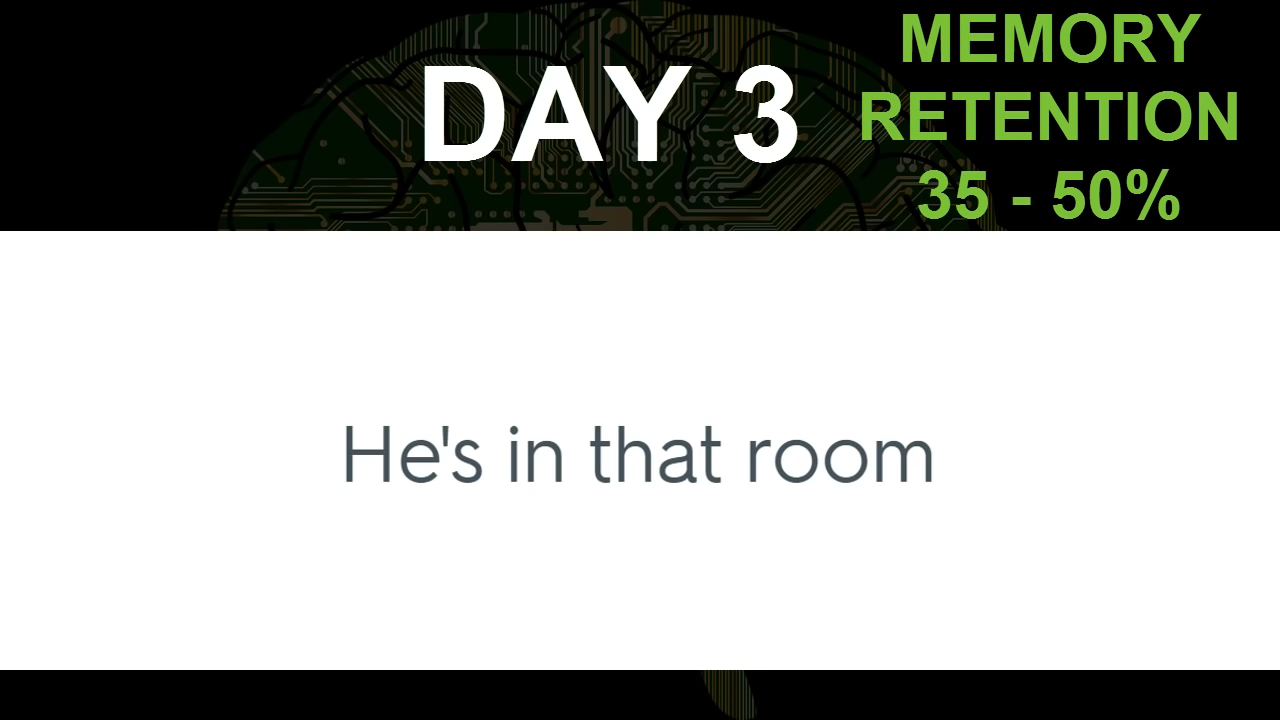 DAY 3
MEMORY
RETENTION
35 - 50%
He's in that room